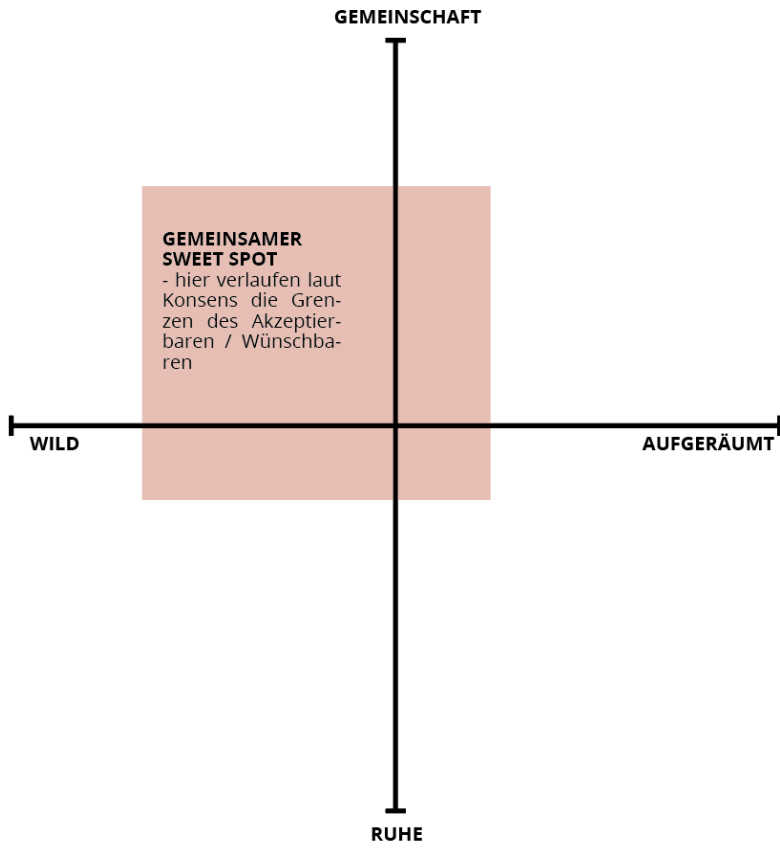 GEMEINSCHAFT
GEMEINSAMER
SWEET SPOT
- hier verlaufen laut
Konsens die Gren-
zen des Akzeptier-
baren / Wünschba-
ren
WILD
AUFGERÄUMT
RUHE